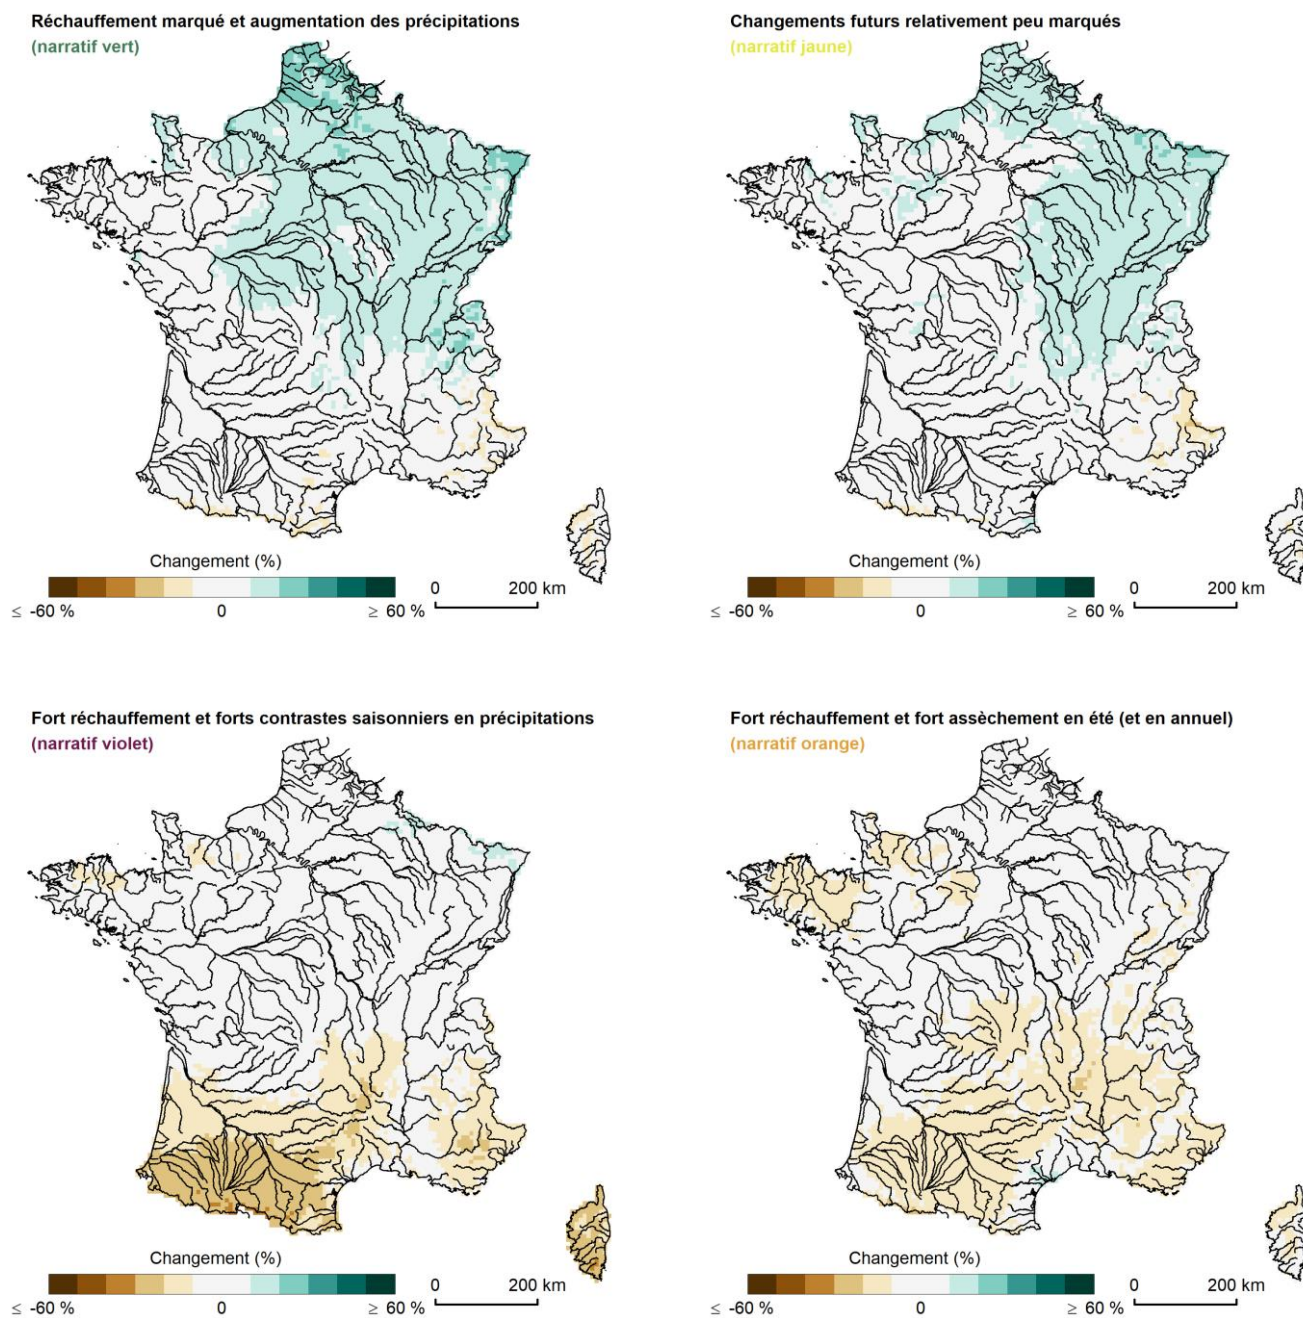 Réchauffement marqué et augmentation des précipitations
(narratif vert)
Changement (%)
≤ -60 %
0
≥ 60 %
0
200 km
Changements futurs relativement peu marqués
(narratif jaune)
Changement (%)
≤ -60 %
0
≥ 60 %
0
200 km
Fort réchauffement et forts contrastes saisonniers en précipitations
(narratif violet)
Changement (%)
≤ -60 %
0
≥ 60 %
0
200 km
Fort réchauffement et fort assèchement en été (et en annuel)
(narratif orange)
Changement (%)
≤ -60 %
0
≥ 60 %
0
200 km